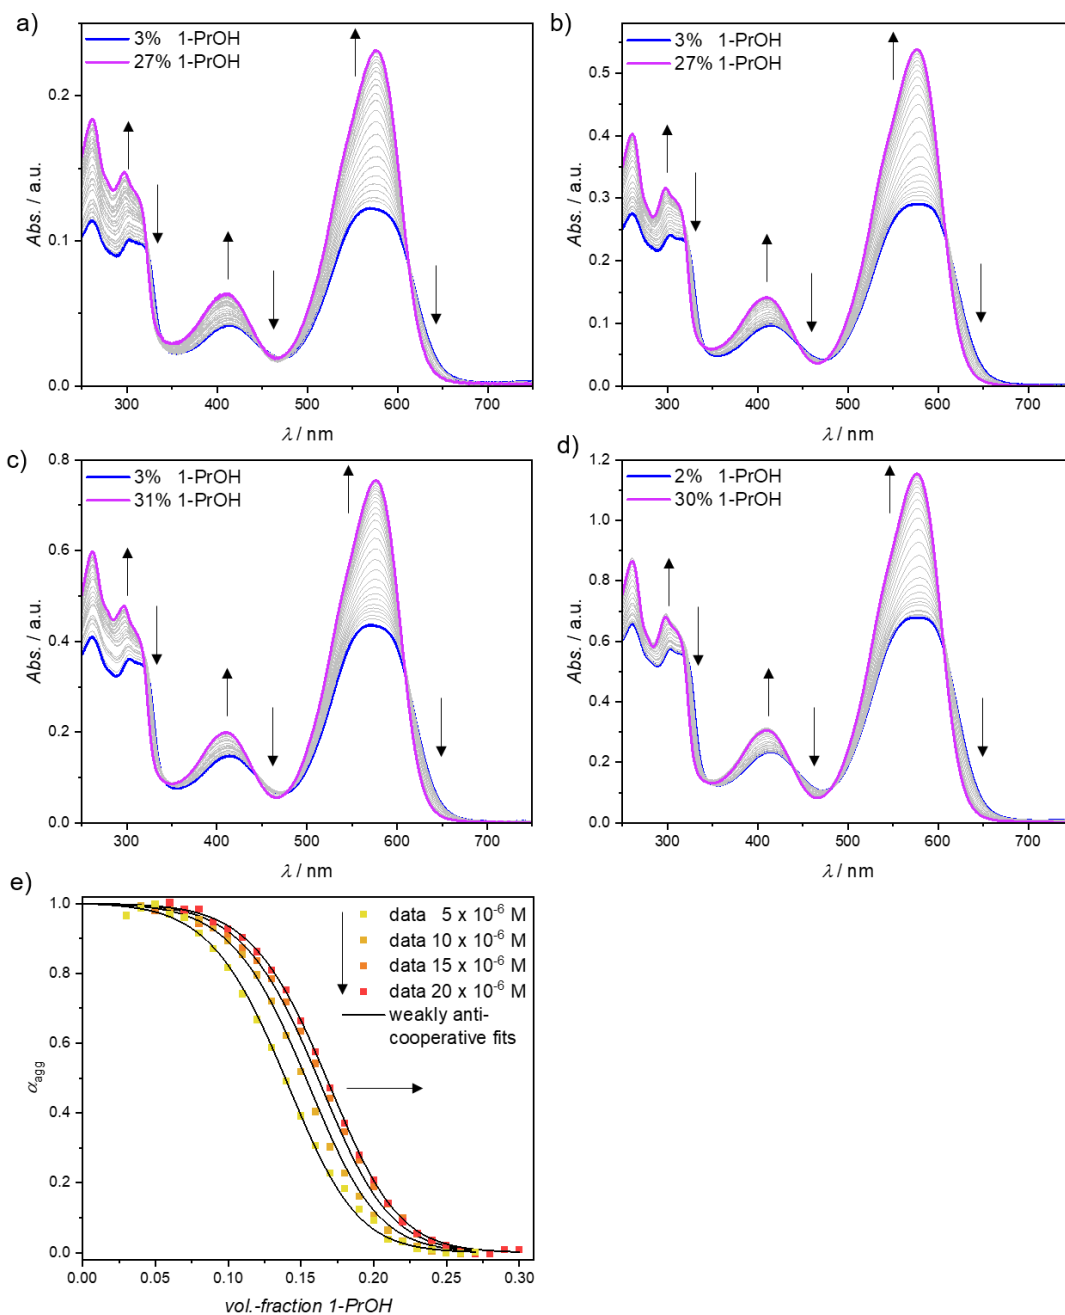 a)
3% 1-PrOH
27% 1-PrOH
0.2
0.1
0.0
Abs. / a.u.
300 400 500 600 700
λ / nm
b)
3% 1-PrOH
27% 1-PrOH
0.5
0.4
0.3
0.2
0.1
0.0
Abs. / a.u.
300 400 500 600 700
λ / nm
c)
3% 1-PrOH
31% 1-PrOH
0.8
0.6
0.4
0.2
0.0
Abs. / a.u.
300 400 500 600 700
λ / nm
d)
2% 1-PrOH
30% 1-PrOH
1.2
1.0
0.8
0.6
0.4
0.2
0.0
Abs. / a.u.
300 400 500 600 700
λ / nm
e)
1.0
0.8
0.6
0.4
0.2
0.0
α_agg
data 5 x 10⁻⁶ M
data 10 x 10⁻⁶ M
data 15 x 10⁻⁶ M
data 20 x 10⁻⁶ M
weakly anti-
cooperative fits
0.00 0.05 0.10 0.15 0.20 0.25 0.30
vol.-fraction 1-PrOH